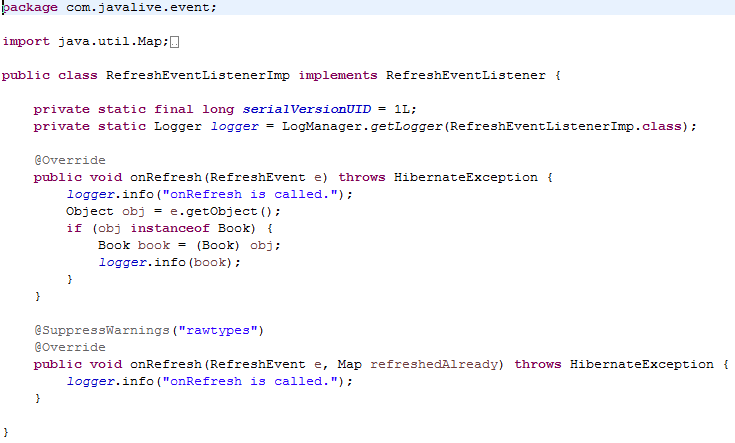 package com.javalive.event;
import java.util.Map;
public class RefreshEventListenerImp implements RefreshEventListener {
private static final long serialVersionUID = 1L;
private static Logger logger = LogManager.getLogger(RefreshEventListenerImp.class);
@Override
public void onRefresh(RefreshEvent e) throws HibernateException {
logger.info("onRefresh is called.");
Object obj = e.getObject();
if (obj instanceof Book) {
Book book = (Book) obj;
logger.info(book);
}
}
@SuppressWarnings("rawtypes")
@Override
public void onRefresh(RefreshEvent e, Map refreshedAlready) throws HibernateException {
logger.info("onRefresh is called.");
}
}